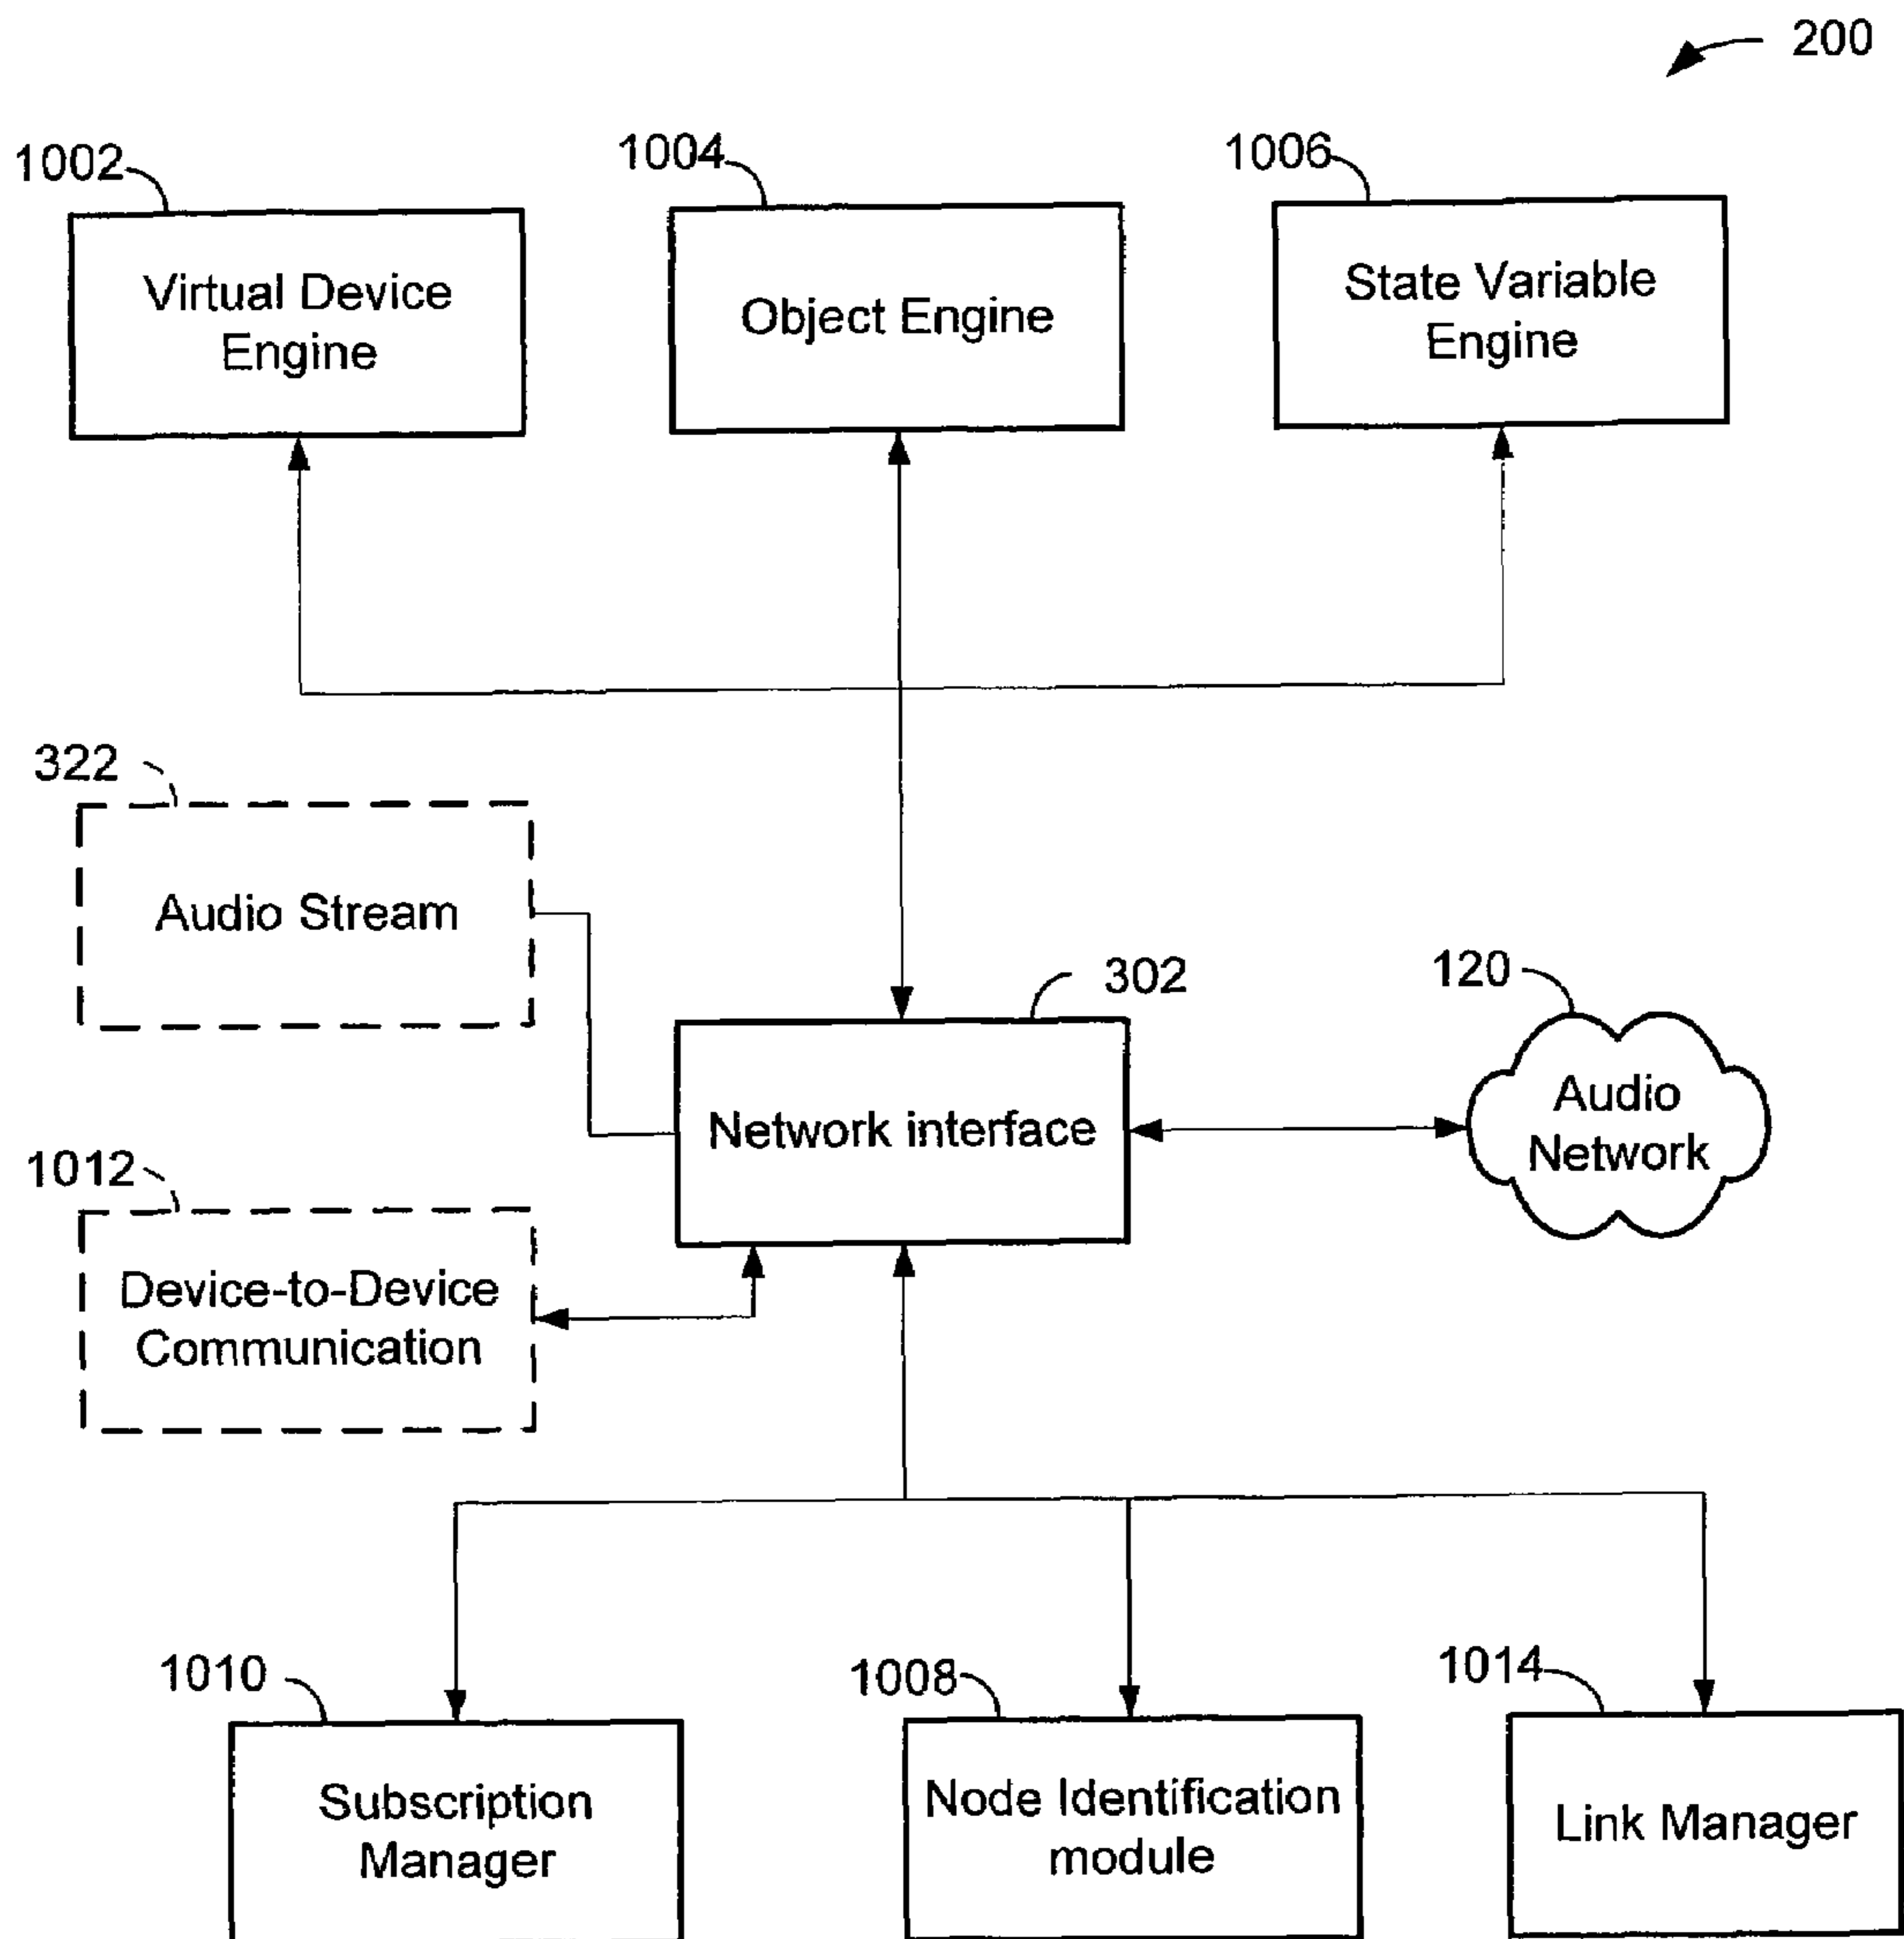 200
1002
1004
1006
Virtual Device
Engine
Object Engine
State Variable
Engine
322
Audio Stream
302
120
Network interface
Audio
Network
1012
Device-to-Device
Communication
1010
1008
1014
Subscription
Manager
Node Identification
module
Link Manager